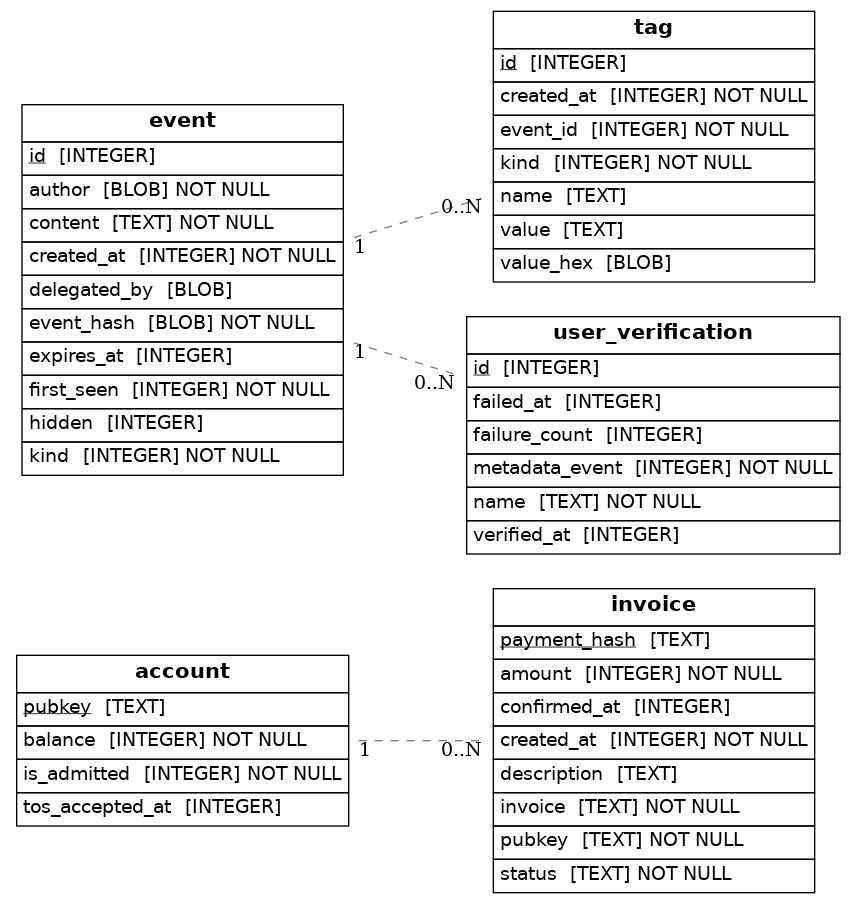 tag
id [INTEGER]
created_at [INTEGER] NOT NULL
event_id [INTEGER] NOT NULL
kind [INTEGER] NOT NULL
name [TEXT]
value [TEXT]
value_hex [BLOB]
event
id [INTEGER]
author [BLOB] NOT NULL
content [TEXT] NOT NULL
created_at [INTEGER] NOT NULL
delegated_by [BLOB]
event_hash [BLOB] NOT NULL
expires_at [INTEGER]
first_seen [INTEGER] NOT NULL
hidden [INTEGER]
kind [INTEGER] NOT NULL
0..N
1
1
0..N
user_verification
id [INTEGER]
failed_at [INTEGER]
failure_count [INTEGER]
metadata_event [INTEGER] NOT NULL
name [TEXT] NOT NULL
verified_at [INTEGER]
account
pubkey [TEXT]
balance [INTEGER] NOT NULL
is_admitted [INTEGER] NOT NULL
tos_accepted_at [INTEGER]
1
0..N
invoice
payment_hash [TEXT]
amount [INTEGER] NOT NULL
confirmed_at [INTEGER]
created_at [INTEGER] NOT NULL
description [TEXT]
invoice [TEXT] NOT NULL
pubkey [TEXT] NOT NULL
status [TEXT] NOT NULL